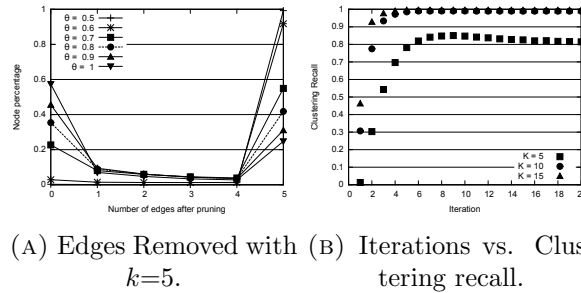 θ = 0.5
θ = 0.6
θ = 0.7
θ = 0.8
θ = 0.9
θ = 1
Node percentage
1
0.8
0.6
0.4
0.2
0
0 1 2 3 4 5
Number of edges after pruning
Clustering Recall
1
0.9
0.8
0.7
0.6
0.5
0.4
0.3
0.2
0.1
0
K = 5
K = 10
K = 15
0 2 4 6 8 10 12 14 16 18
Iteration
(A) Edges Removed with k=5.
(B) Iterations vs. Clustering recall.